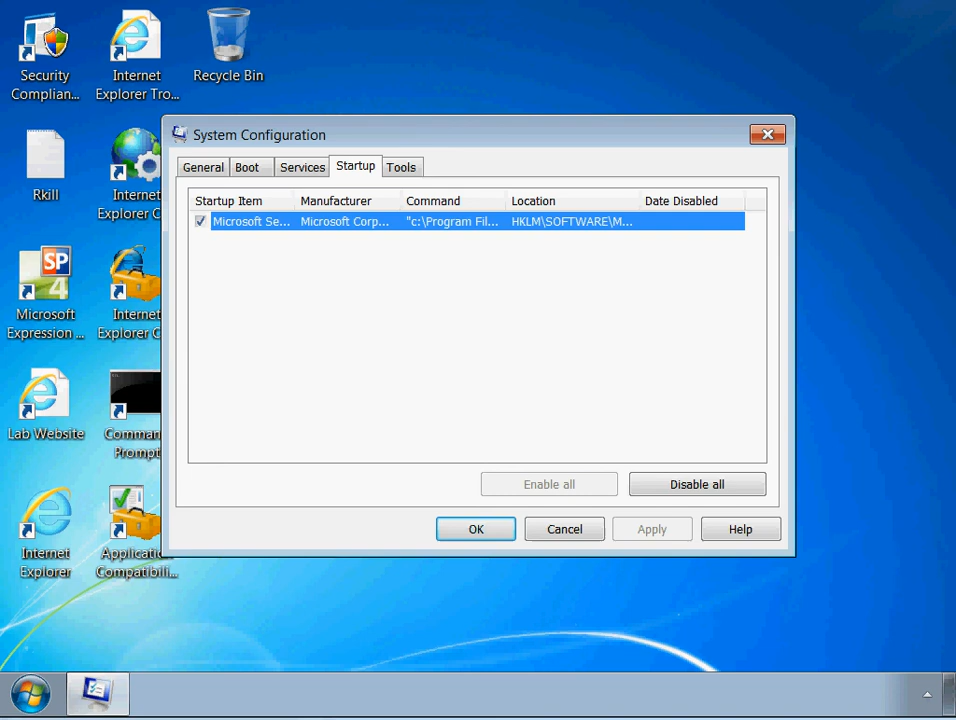 Security
Complian...
Internet
Explorer Tro...
Recycle Bin
Rkill
Internet
Explorer C
SP
4
Microsoft
Expression ...
Internet
Explorer C
Lab Website
Comman
Prompt
Internet
Explorer
Applicatio
Compatibili...
System Configuration
General
Boot
Services
Startup
Tools
Startup Item
Manufacturer
Command
Location
Date Disabled
Microsoft Se...
Microsoft Corp...
"c:\Program Fil...
HKLM\SOFTWARE\M...
Enable all
Disable all
OK
Cancel
Apply
Help